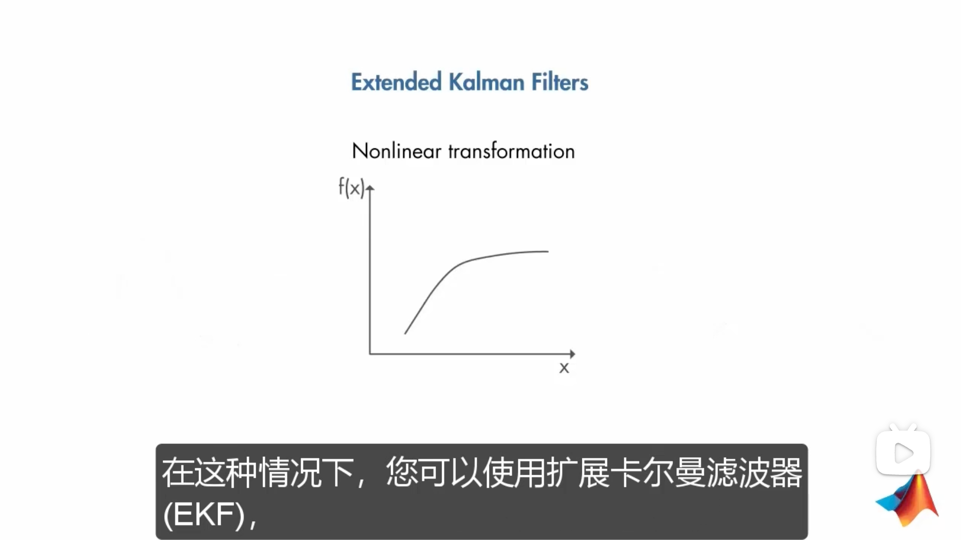 Extended Kalman Filters
Nonlinear transformation
f(x)
x
在这种情况下，您可以使用扩展卡尔曼滤波器
(EKF)，